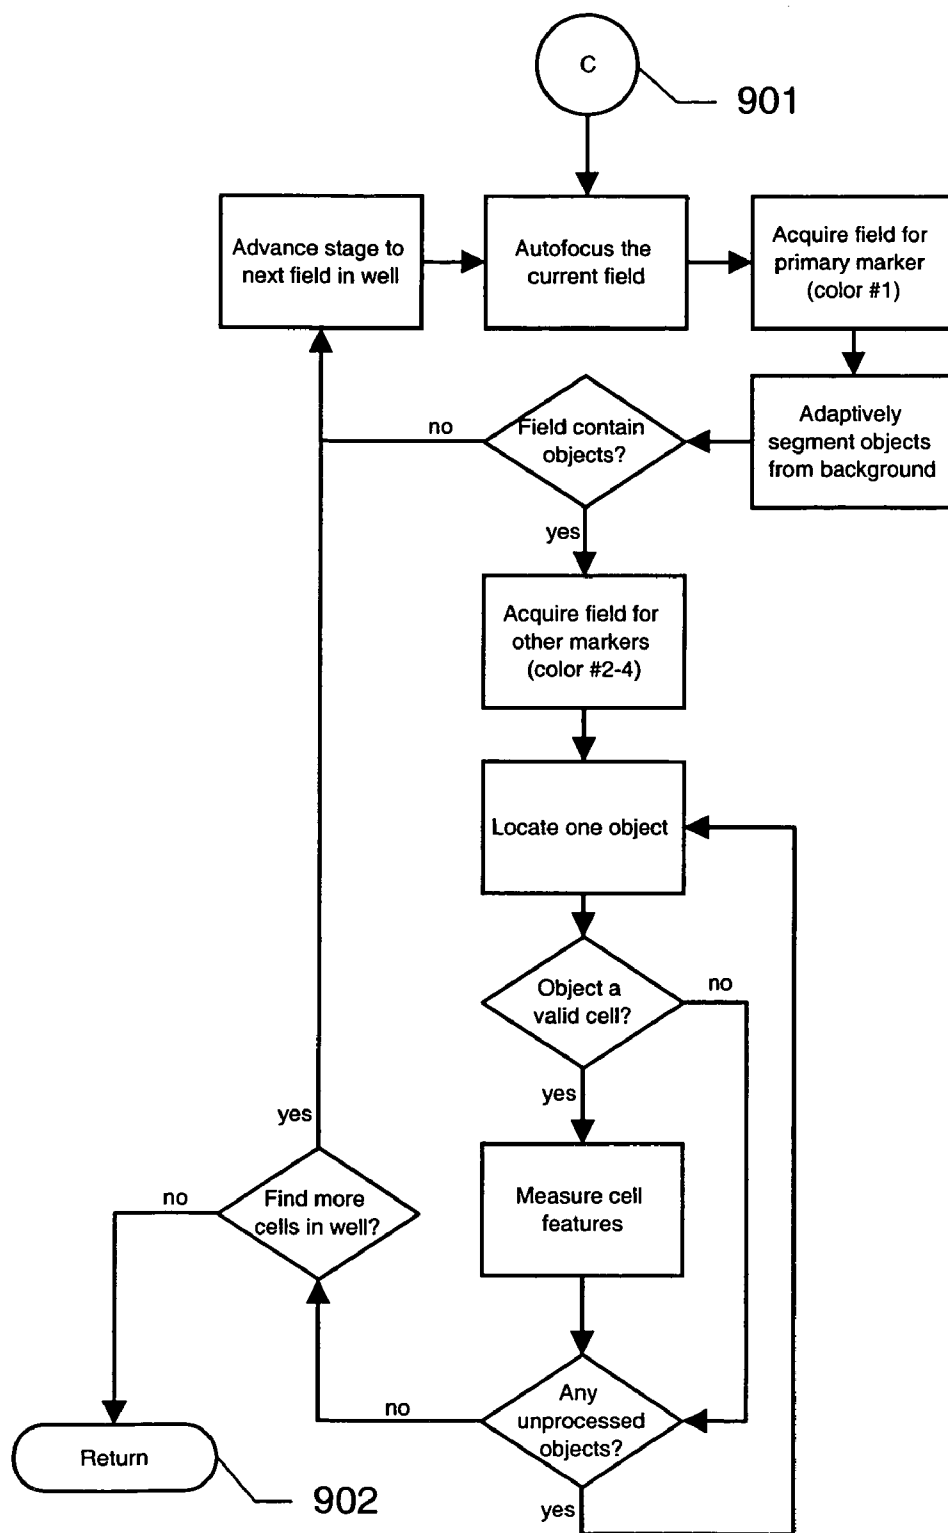 C
901
Advance stage to
next field in well
Autofocus the
current field
Acquire field for
primary marker
(color #1)
Adaptively
segment objects
from background
Field contain
objects?
no
yes
Acquire field for
other markers
(color #2-4)
Locate one object
Object a
valid cell?
no
yes
Measure cell
features
yes
Find more
cells in well?
no
Any
unprocessed
objects?
no
yes
Return
902